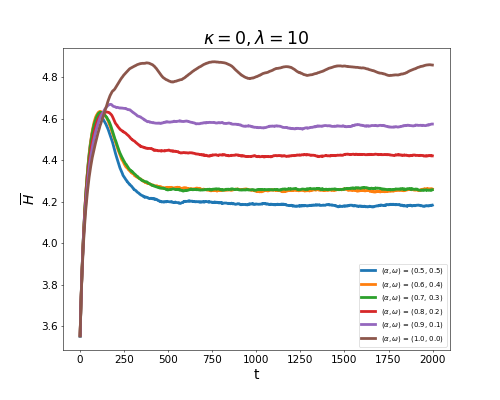 κ = 0, λ = 10
H̅
4.8
4.6
4.4
4.2
4.0
3.8
3.6
0 250 500 750 1000 1250 1500 1750 2000
t
(α, ω) = (0.5, 0.5)
(α, ω) = (0.6, 0.4)
(α, ω) = (0.7, 0.3)
(α, ω) = (0.8, 0.2)
(α, ω) = (0.9, 0.1)
(α, ω) = (1.0, 0.0)